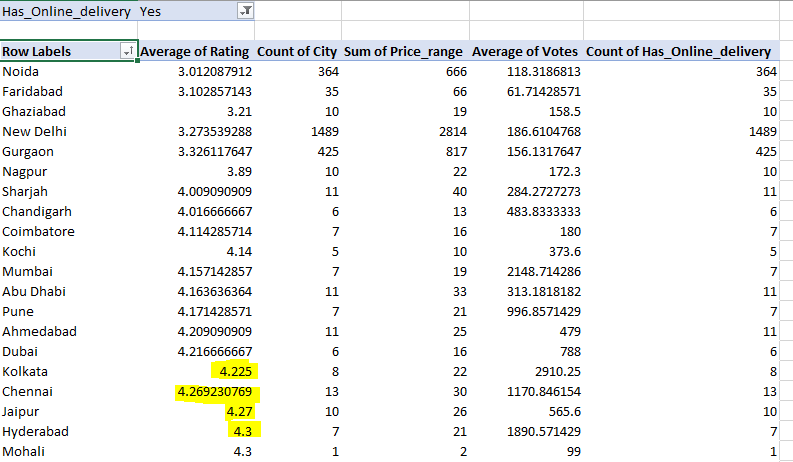 Has_Online_delivery Yes
Row Labels Average of Rating Count of City Sum of Price_range Average of Votes Count of Has_Online_delivery
Noida 3.012087912 364 666 118.3186813 364
Faridabad 3.102857143 35 66 61.71428571 35
Ghaziabad 3.21 10 19 158.5 10
New Delhi 3.273539288 1489 2814 186.6104768 1489
Gurgaon 3.326117647 425 817 156.1317647 425
Nagpur 3.89 10 22 172.3 10
Sharjah 4.009090909 11 40 284.2727273 11
Chandigarh 4.016666667 6 13 483.8333333 6
Coimbatore 4.114285714 7 16 180 7
Kochi 4.14 5 10 373.6 5
Mumbai 4.157142857 7 19 2148.714286 7
Abu Dhabi 4.163636364 11 33 313.1818182 11
Pune 4.171428571 7 21 996.8571429 7
Ahmedabad 4.209090909 11 25 479 11
Dubai 4.216666667 6 16 788 6
Kolkata 4.225 8 22 2910.25 8
Chennai 4.269230769 13 30 1170.846154 13
Jaipur 4.27 10 26 565.6 10
Hyderabad 4.3 7 21 1890.571429 7
Mohali 4.3 1 2 99 1